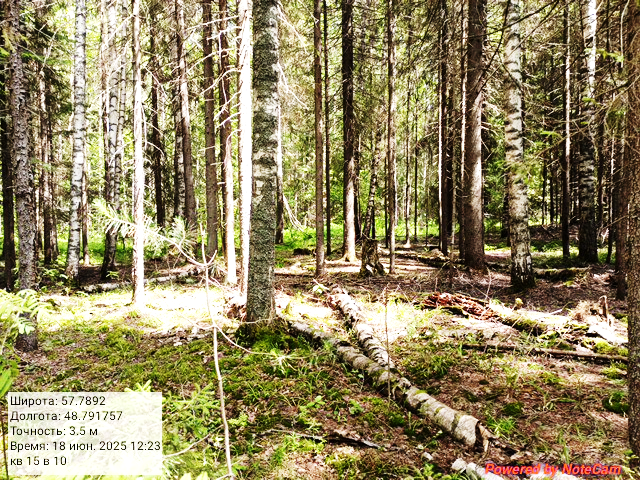 Широта: 57.7892
Долгота: 48.791757
Точность: 3.5 м
Время: 18 июн. 2025 12:23
кв 15 в 10
Powered by NoteCam